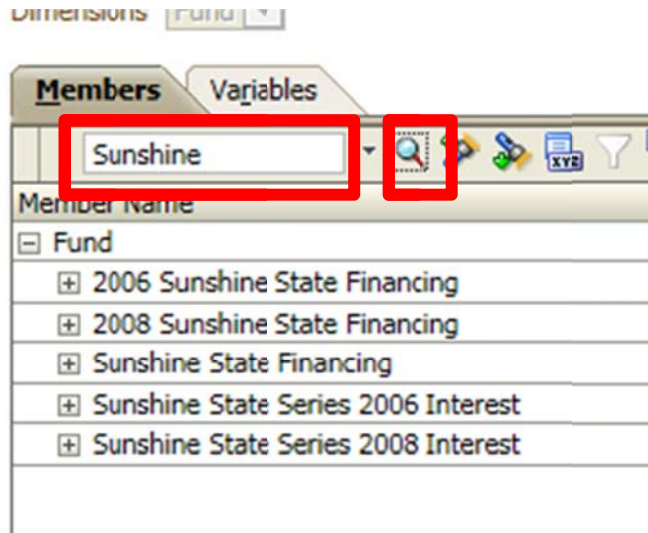 Dimensions Fund
Members Variables
Sunshine
XYZ
Member Name
Fund
2006 Sunshine State Financing
2008 Sunshine State Financing
Sunshine State Financing
Sunshine State Series 2006 Interest
Sunshine State Series 2008 Interest